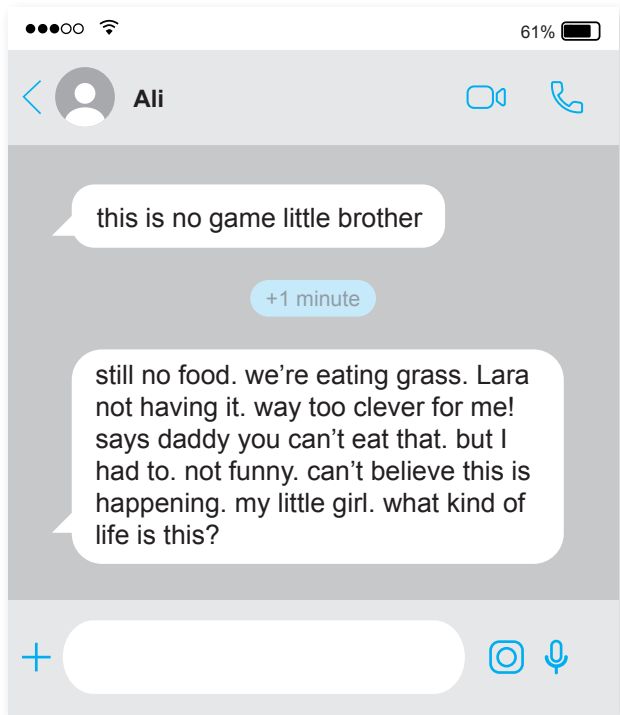 61%
Ali
this is no game little brother
+1 minute
still no food. we’re eating grass. Lara
not having it. way too clever for me!
says daddy you can’t eat that. but I
had to. not funny. can’t believe this is
happening. my little girl. what kind of
life is this?